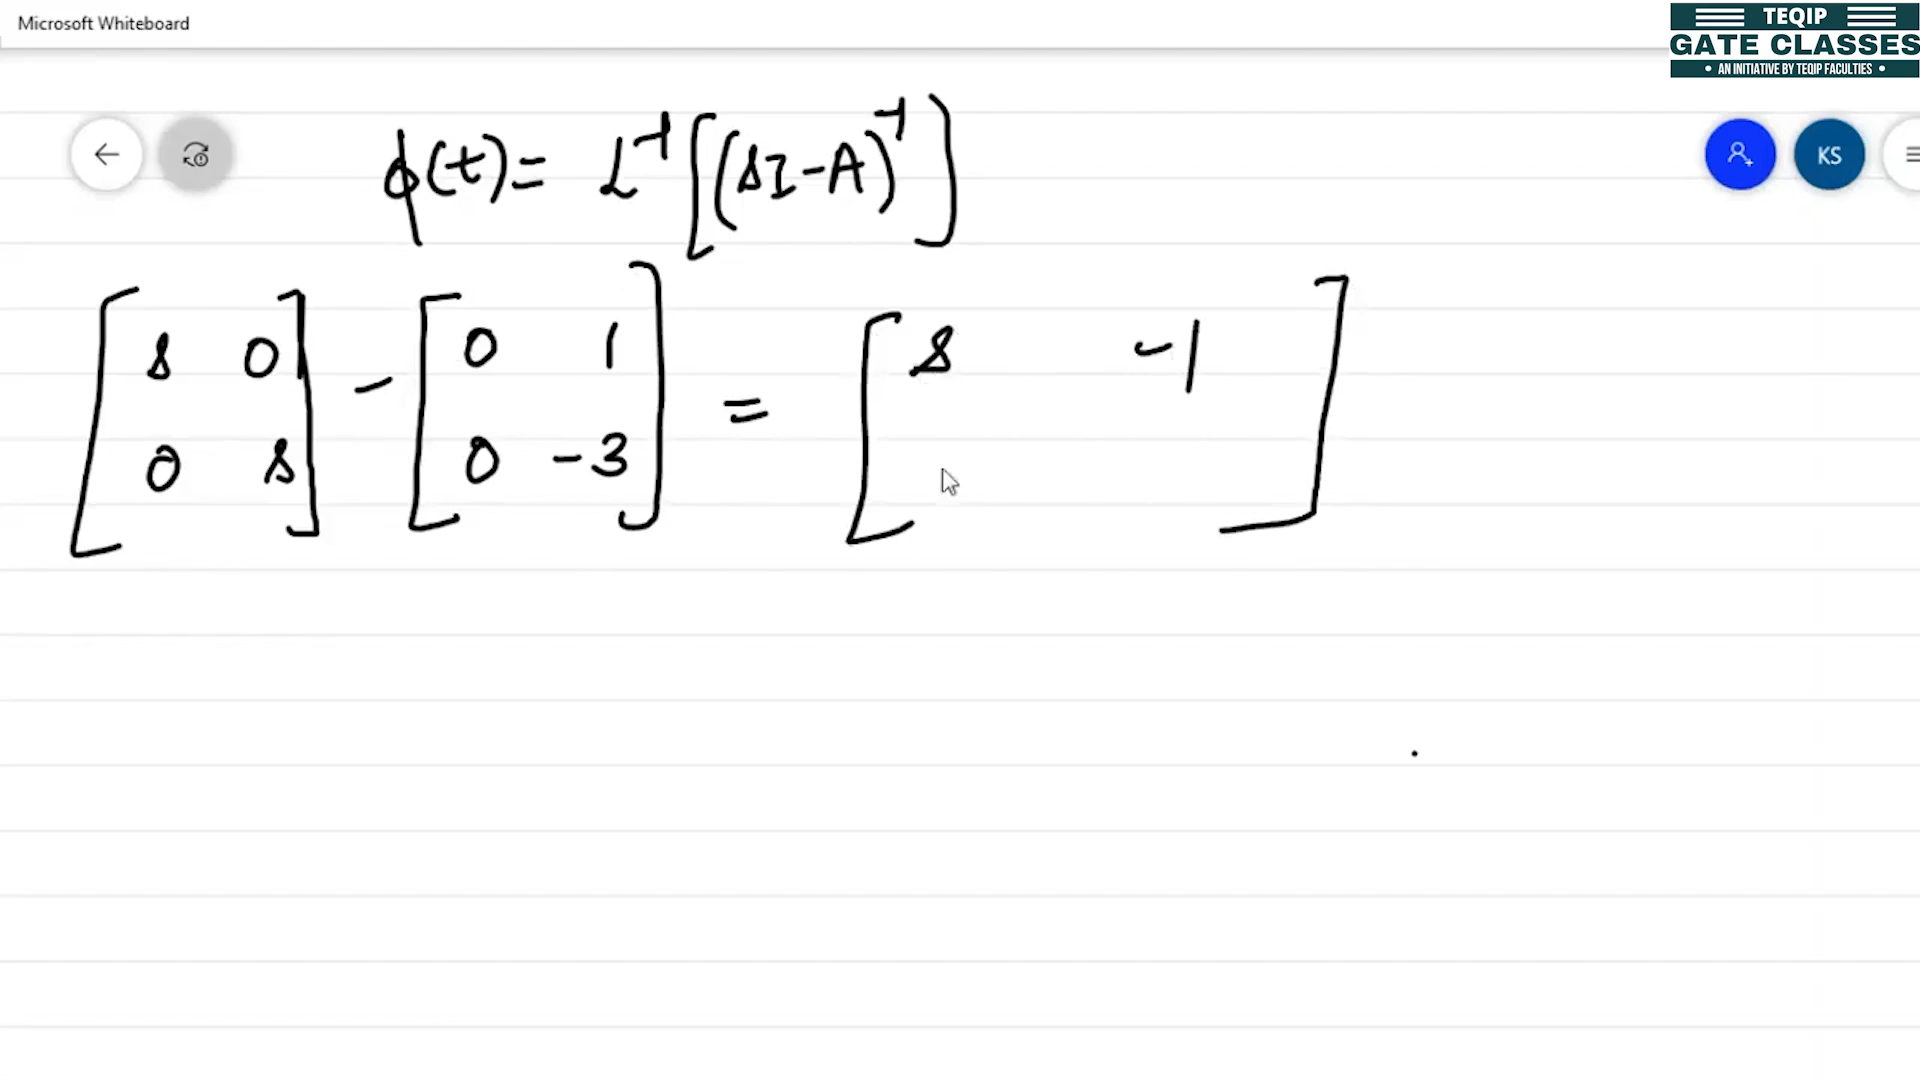 Microsoft Whiteboard
TEQIP
GATE CLASSES
• AN INITIATIVE BY TEQIP FACULTIES •
KS
ϕ(t) = L⁻¹[(sI-A)⁻¹]
[s 0; 0 s] - [0 1; 0 -3] = [s -1]